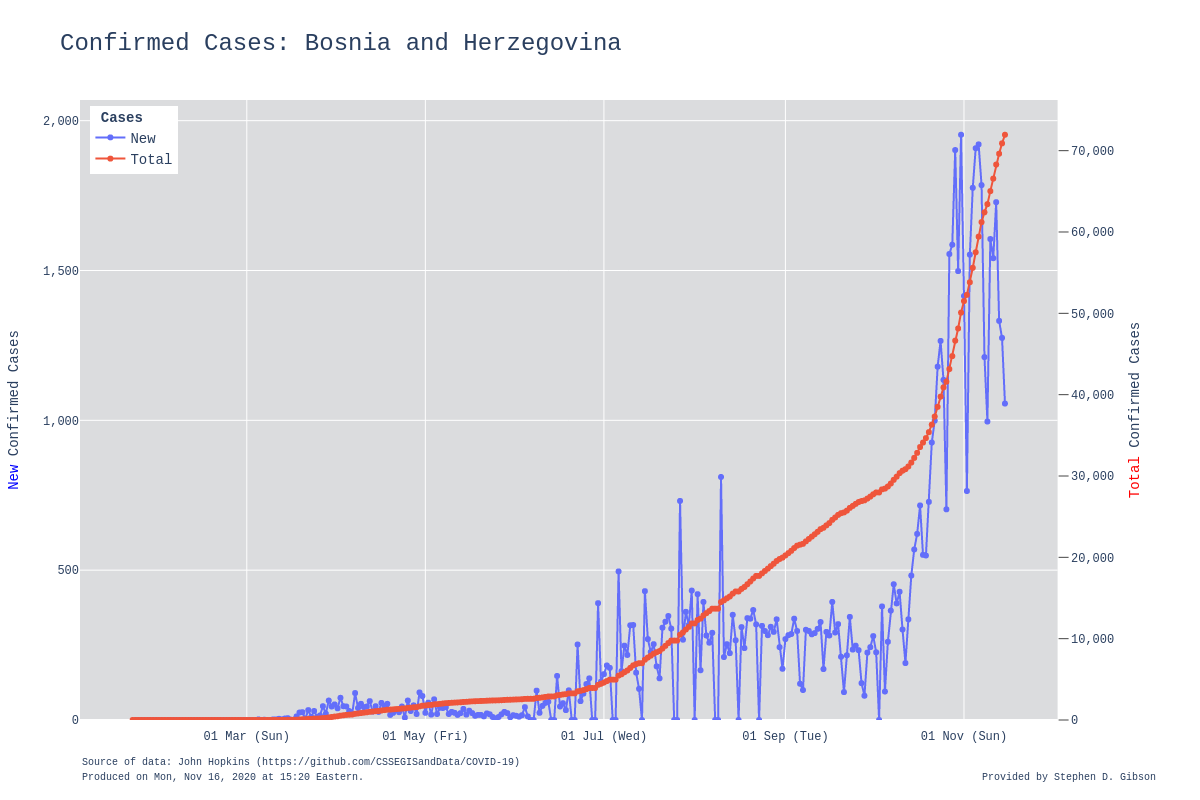 Confirmed Cases: Bosnia and Herzegovina
Cases
New
Total
2,000
1,500
1,000
500
0
New Confirmed Cases
70,000
60,000
50,000
40,000
30,000
20,000
10,000
0
Total Confirmed Cases
01 Mar (Sun)
01 May (Fri)
01 Jul (Wed)
01 Sep (Tue)
01 Nov (Sun)
Source of data: John Hopkins (https://github.com/CSSEGISandData/COVID-19)
Produced on Mon, Nov 16, 2020 at 15:20 Eastern.
Provided by Stephen D. Gibson